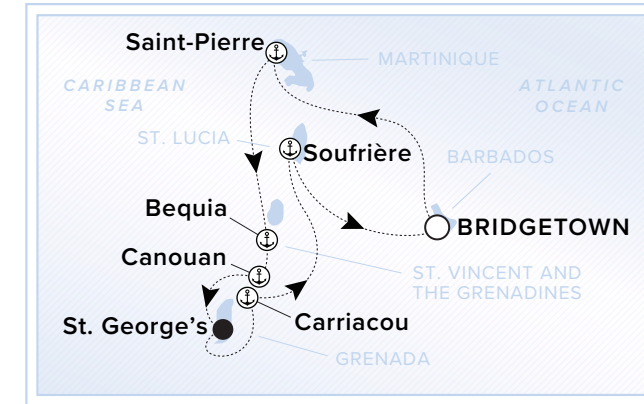 Saint-Pierre
MARTINIQUE
CARIBBEAN
SEA
ATLANTIC
OCEAN
ST. LUCIA
Soufrière
BARBADOS
Bequia
BRIDGETOWN
Canouan
ST. VINCENT AND
THE GRENADINES
St. George's
Carriacou
GRENADA